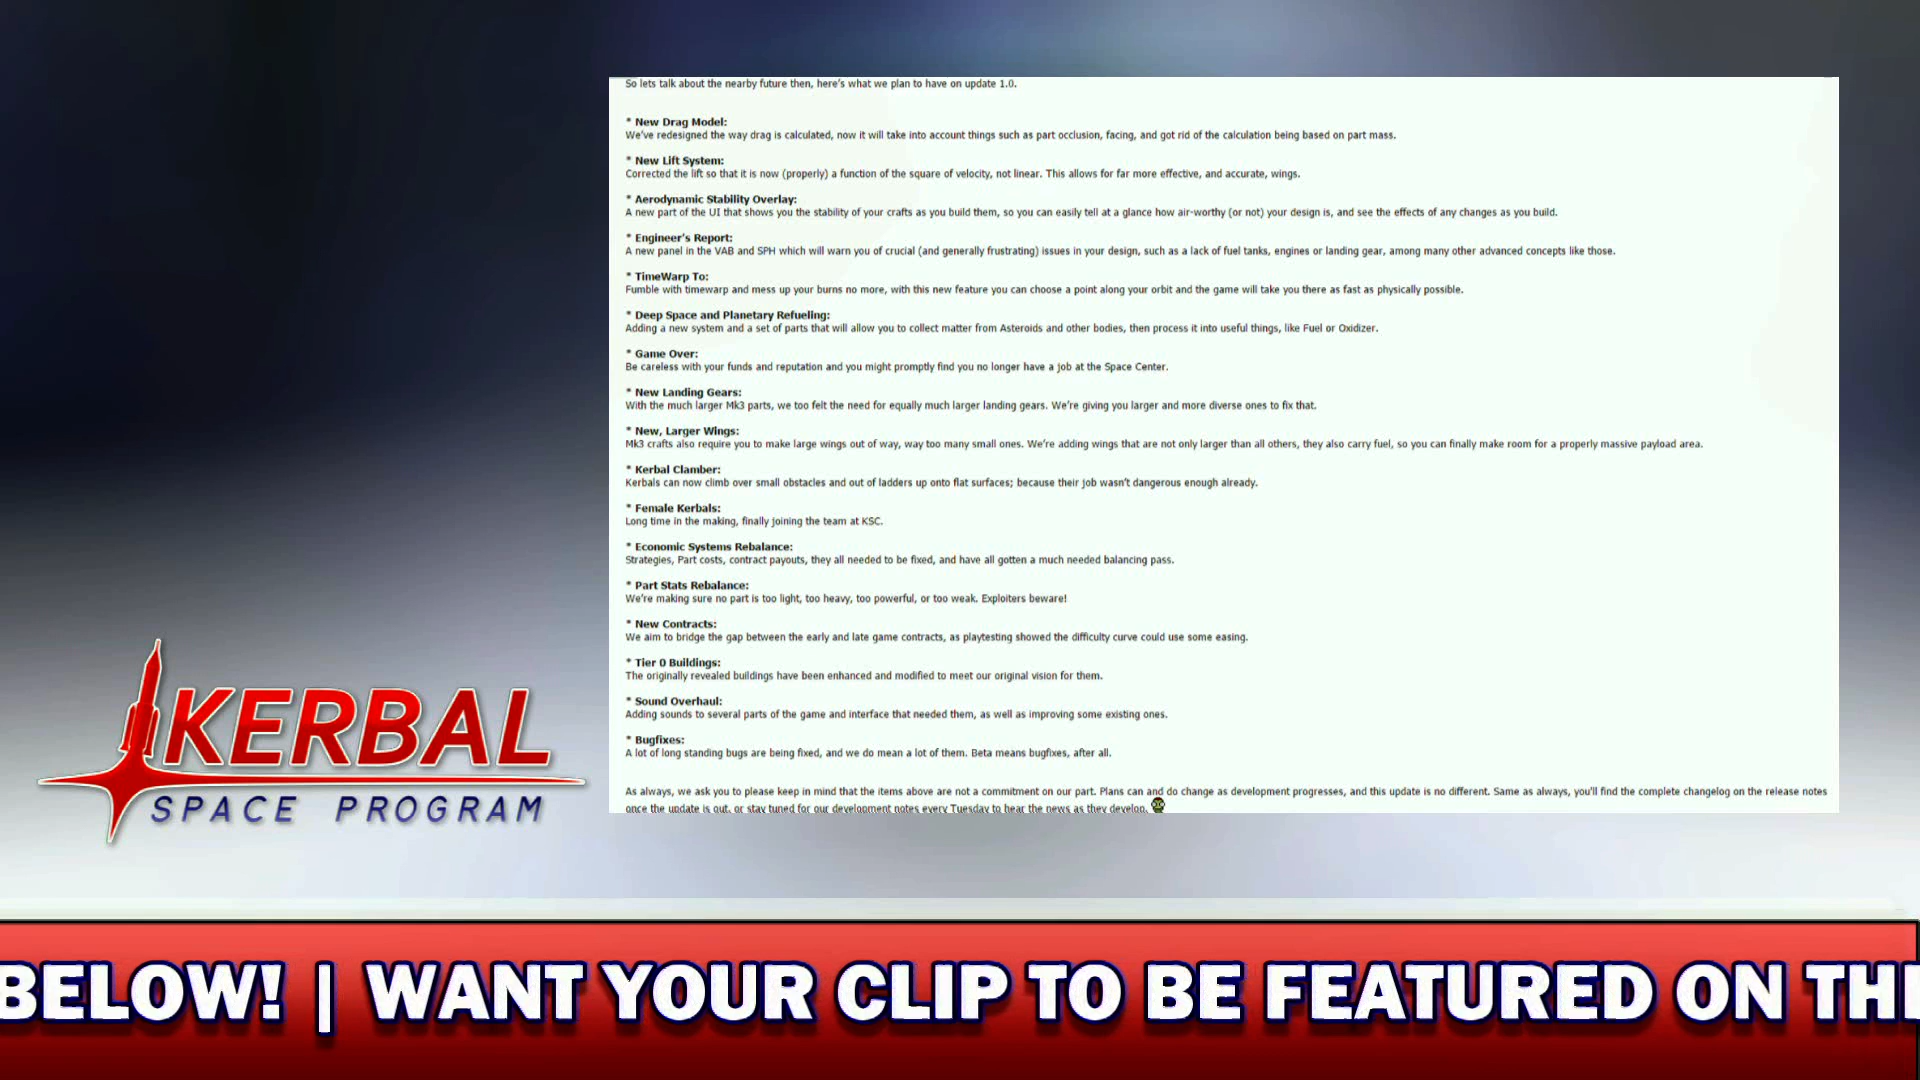 So lets talk about the nearby future then, here's what we plan to have on update 1.0.
* New Drag Model:
We've redesigned the way drag is calculated, now it will take into account things such as part occlusion, facing, and got rid of the calculation being based on part mass.
* New Lift System:
Corrected the lift so that it is now (properly) a function of the square of velocity, not linear. This allows for far more effective, and accurate, wings.
* Aerodynamic Stability Overlay:
A new part of the UI that shows you the stability of your crafts as you build them, so you can easily tell at a glance how air-worthy (or not) your design is, and see the effects of any changes as you build.
* Engineer's Report:
A new panel in the VAB and SPH which will warn you of crucial (and generally frustrating) issues in your design, such as a lack of fuel tanks, engines or landing gear, among many other advanced concepts like those.
* TimeWarp To:
Fumble with timewarp and mess up your burns no more, with this new feature you can choose a point along your orbit and the game will take you there as fast as physically possible.
* Deep Space and Planetary Refueling:
Adding a new system and a set of parts that will allow you to collect matter from Asteroids and other bodies, then process it into useful things, like Fuel or Oxidizer.
* Game Over:
Be careless with your funds and reputation and you might promptly find you no longer have a job at the Space Center.
* New Landing Gears:
With the much larger Mk3 parts, we too felt the need for equally much larger landing gears. We're giving you larger and more diverse ones to fix that.
* New, Larger Wings:
Mk3 crafts also require you to make large wings out of way, way too many small ones. We're adding wings that are not only larger than all others, they also carry fuel, so you can finally make room for a properly massive payload area.
* Kerbal Clamber:
Kerbals can now climb over small obstacles and out of ladders up onto flat surfaces; because their job wasn't dangerous enough already.
* Female Kerbals:
Long time in the making, finally joining the team at KSC.
* Economic Systems Rebalance:
Strategies, Part costs, contract payouts, they all needed to be fixed, and have all gotten a much needed balancing pass.
* Part Stats Rebalance:
We're making sure no part is too light, too heavy, too powerful, or too weak. Exploiters beware!
* New Contracts:
We aim to bridge the gap between the early and late game contracts, as playtesting showed the difficulty curve could use some easing.
* Tier 0 Buildings:
The originally revealed buildings have been enhanced and modified to meet our original vision for them.
* Sound Overhaul:
Adding sounds to several parts of the game and interface that needed them, as well as improving some existing ones.
* Bugfixes:
A lot of long standing bugs are being fixed, and we do mean a lot of them. Beta means bugfixes, after all.
As always, we ask you to please keep in mind that the items above are not a commitment on our part. Plans can and do change as development progresses, and this update is no different. Same as always, you'll find the complete changelog on the release notes
once the update is out, or stay tuned for our development notes every Tuesday to hear the news as they develop.
KERBAL
SPACE PROGRAM
BELOW! | WANT YOUR CLIP TO BE FEATURED ON THE